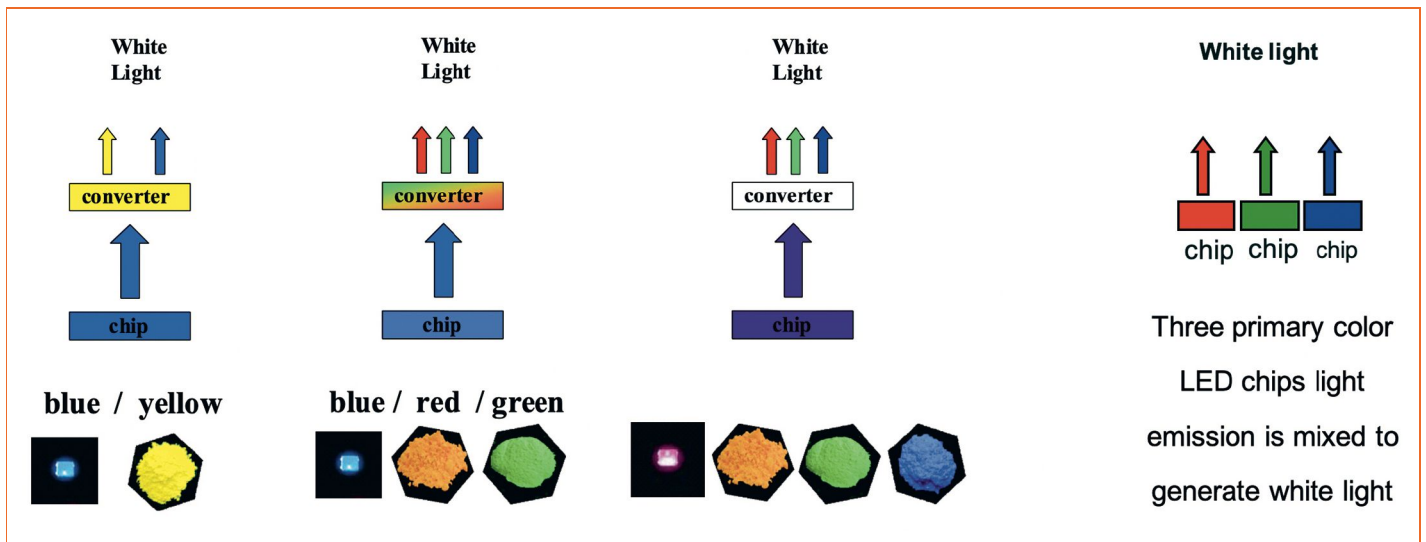 White
Light
converter
chip
blue / yellow
White
Light
converter
chip
blue / red / green
White
Light
converter
chip
White light
chip chip chip
Three primary color
LED chips light
emission is mixed to
generate white light